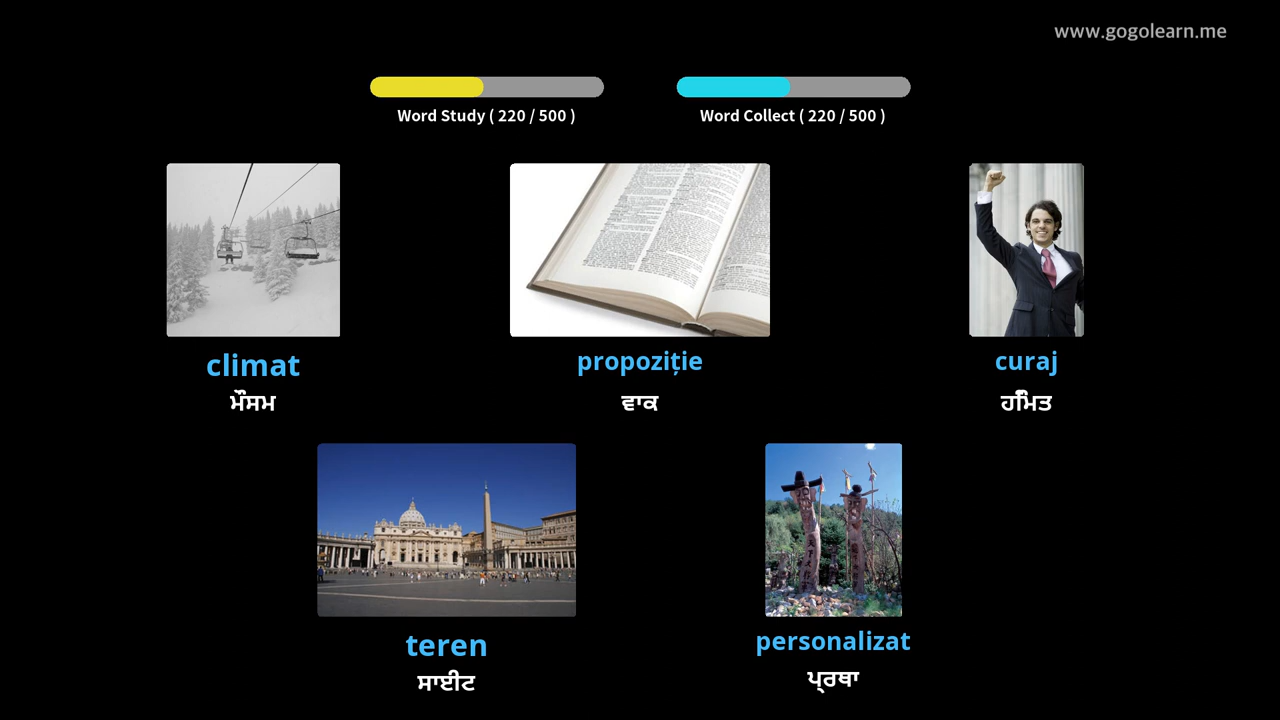 www.gogolearn.me
Word Study ( 220 / 500 )
Word Collect ( 220 / 500 )
climat
ਮੌਸਮ
propoziție
ਵਾਕ
curaj
ਹਿੰਮਤ
teren
ਸਾਈਟ
personalizat
ਪ੍ਰਥਾ